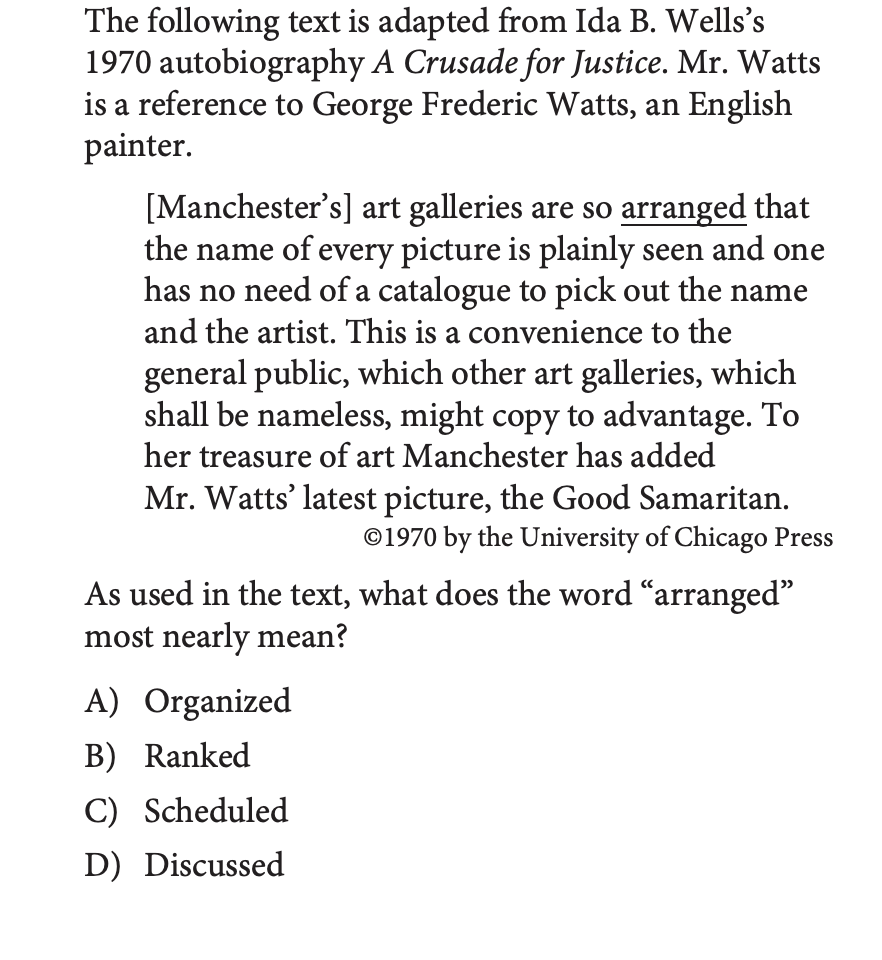 The following text is adapted from Ida B. Wells’s
1970 autobiography A Crusade for Justice. Mr. Watts
is a reference to George Frederic Watts, an English
painter.
[Manchester’s] art galleries are so arranged that
the name of every picture is plainly seen and one
has no need of a catalogue to pick out the name
and the artist. This is a convenience to the
general public, which other art galleries, which
shall be nameless, might copy to advantage. To
her treasure of art Manchester has added
Mr. Watts’ latest picture, the Good Samaritan.
©1970 by the University of Chicago Press
As used in the text, what does the word “arranged”
most nearly mean?
A) Organized
B) Ranked
C) Scheduled
D) Discussed